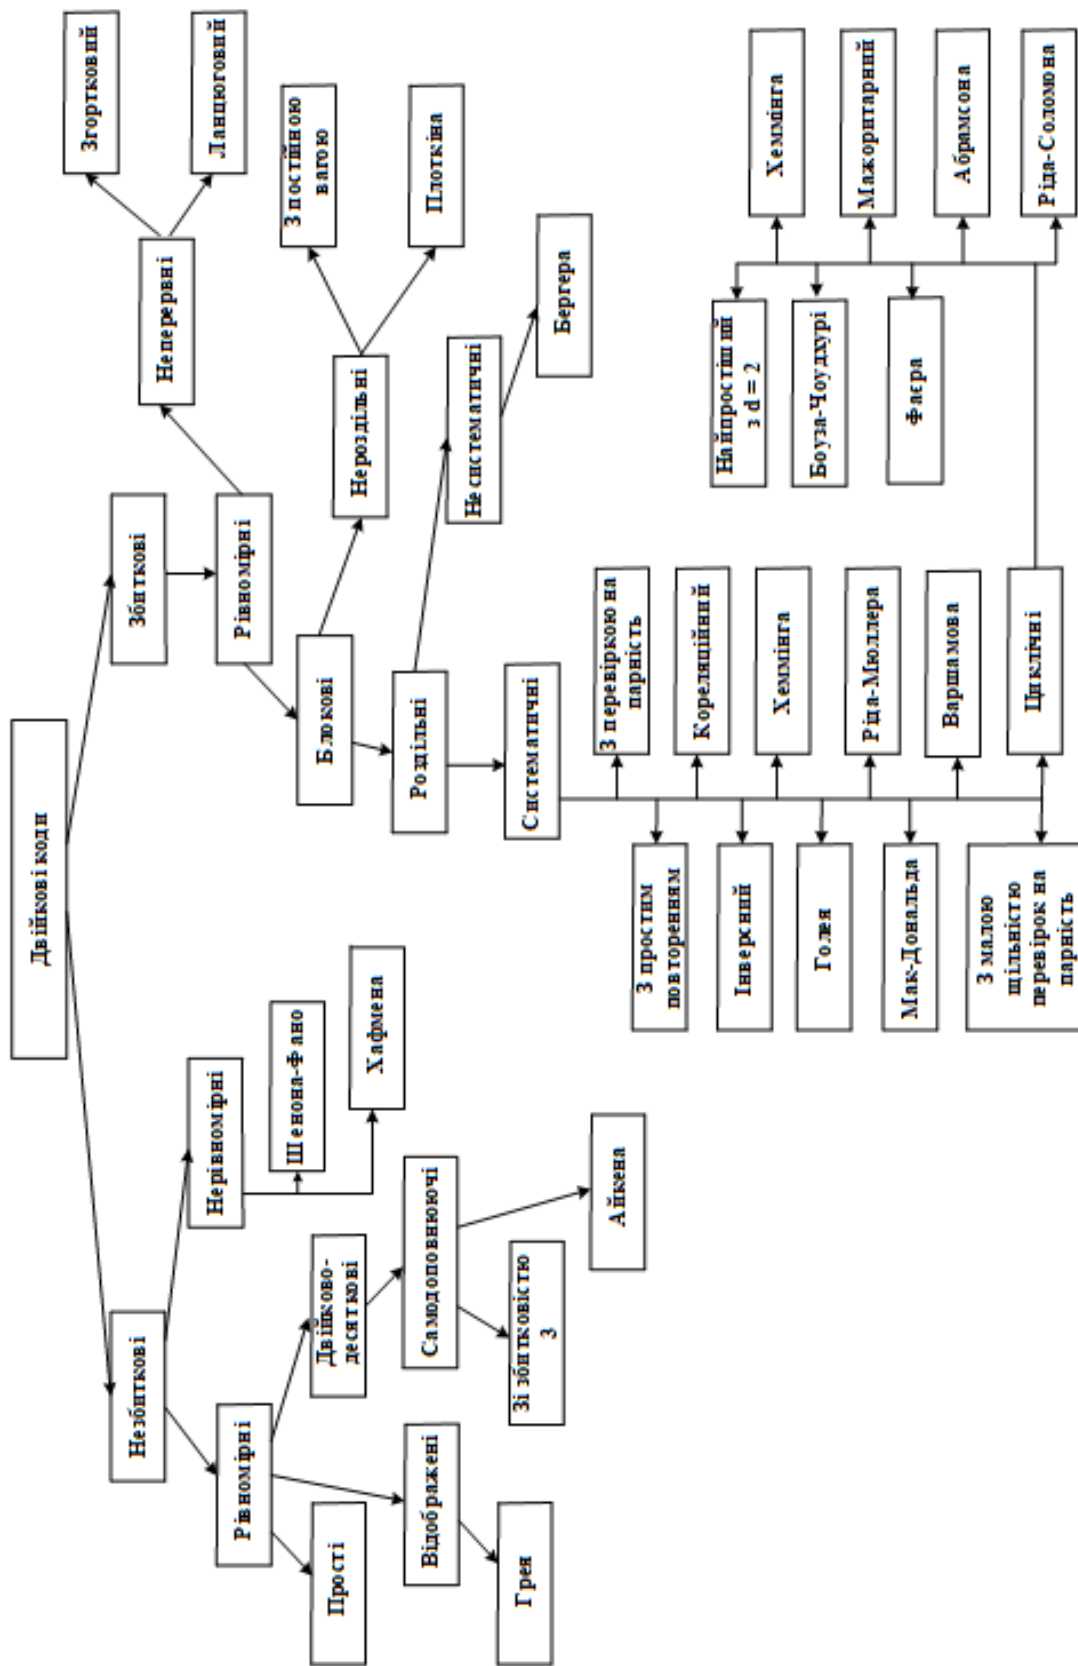 Двійкові коди
Незбиткові
Збиткові
Рівномірні
Нерівномірні
Рівномірні
Неперервні
Згортковий
Ланцюговий
Прості
Двійково-
десяткові
Шенона-Фано
Хафмена
Блокові
Нероздільні
З постійною
вагою
Плоткіна
Відображені
Самодоповнюючі
Роздільні
Несистематичні
Бергера
Грея
Зі збитковістю
3
Айкена
Систематичні
З простим
повторенням
З перевіркою на
парність
Інверсний
Кореляційний
Голея
Хеммінга
Мак-Дональда
Ріда-Мюллера
Варшамова
З малою
щільністю
перевірок на
парність
Циклічні
Найпростіший
з d = 2
Хеммінга
Боуза-Чоудхурі
Мажорнтарний
Фаєра
Абрамсона
Ріда-Соломона